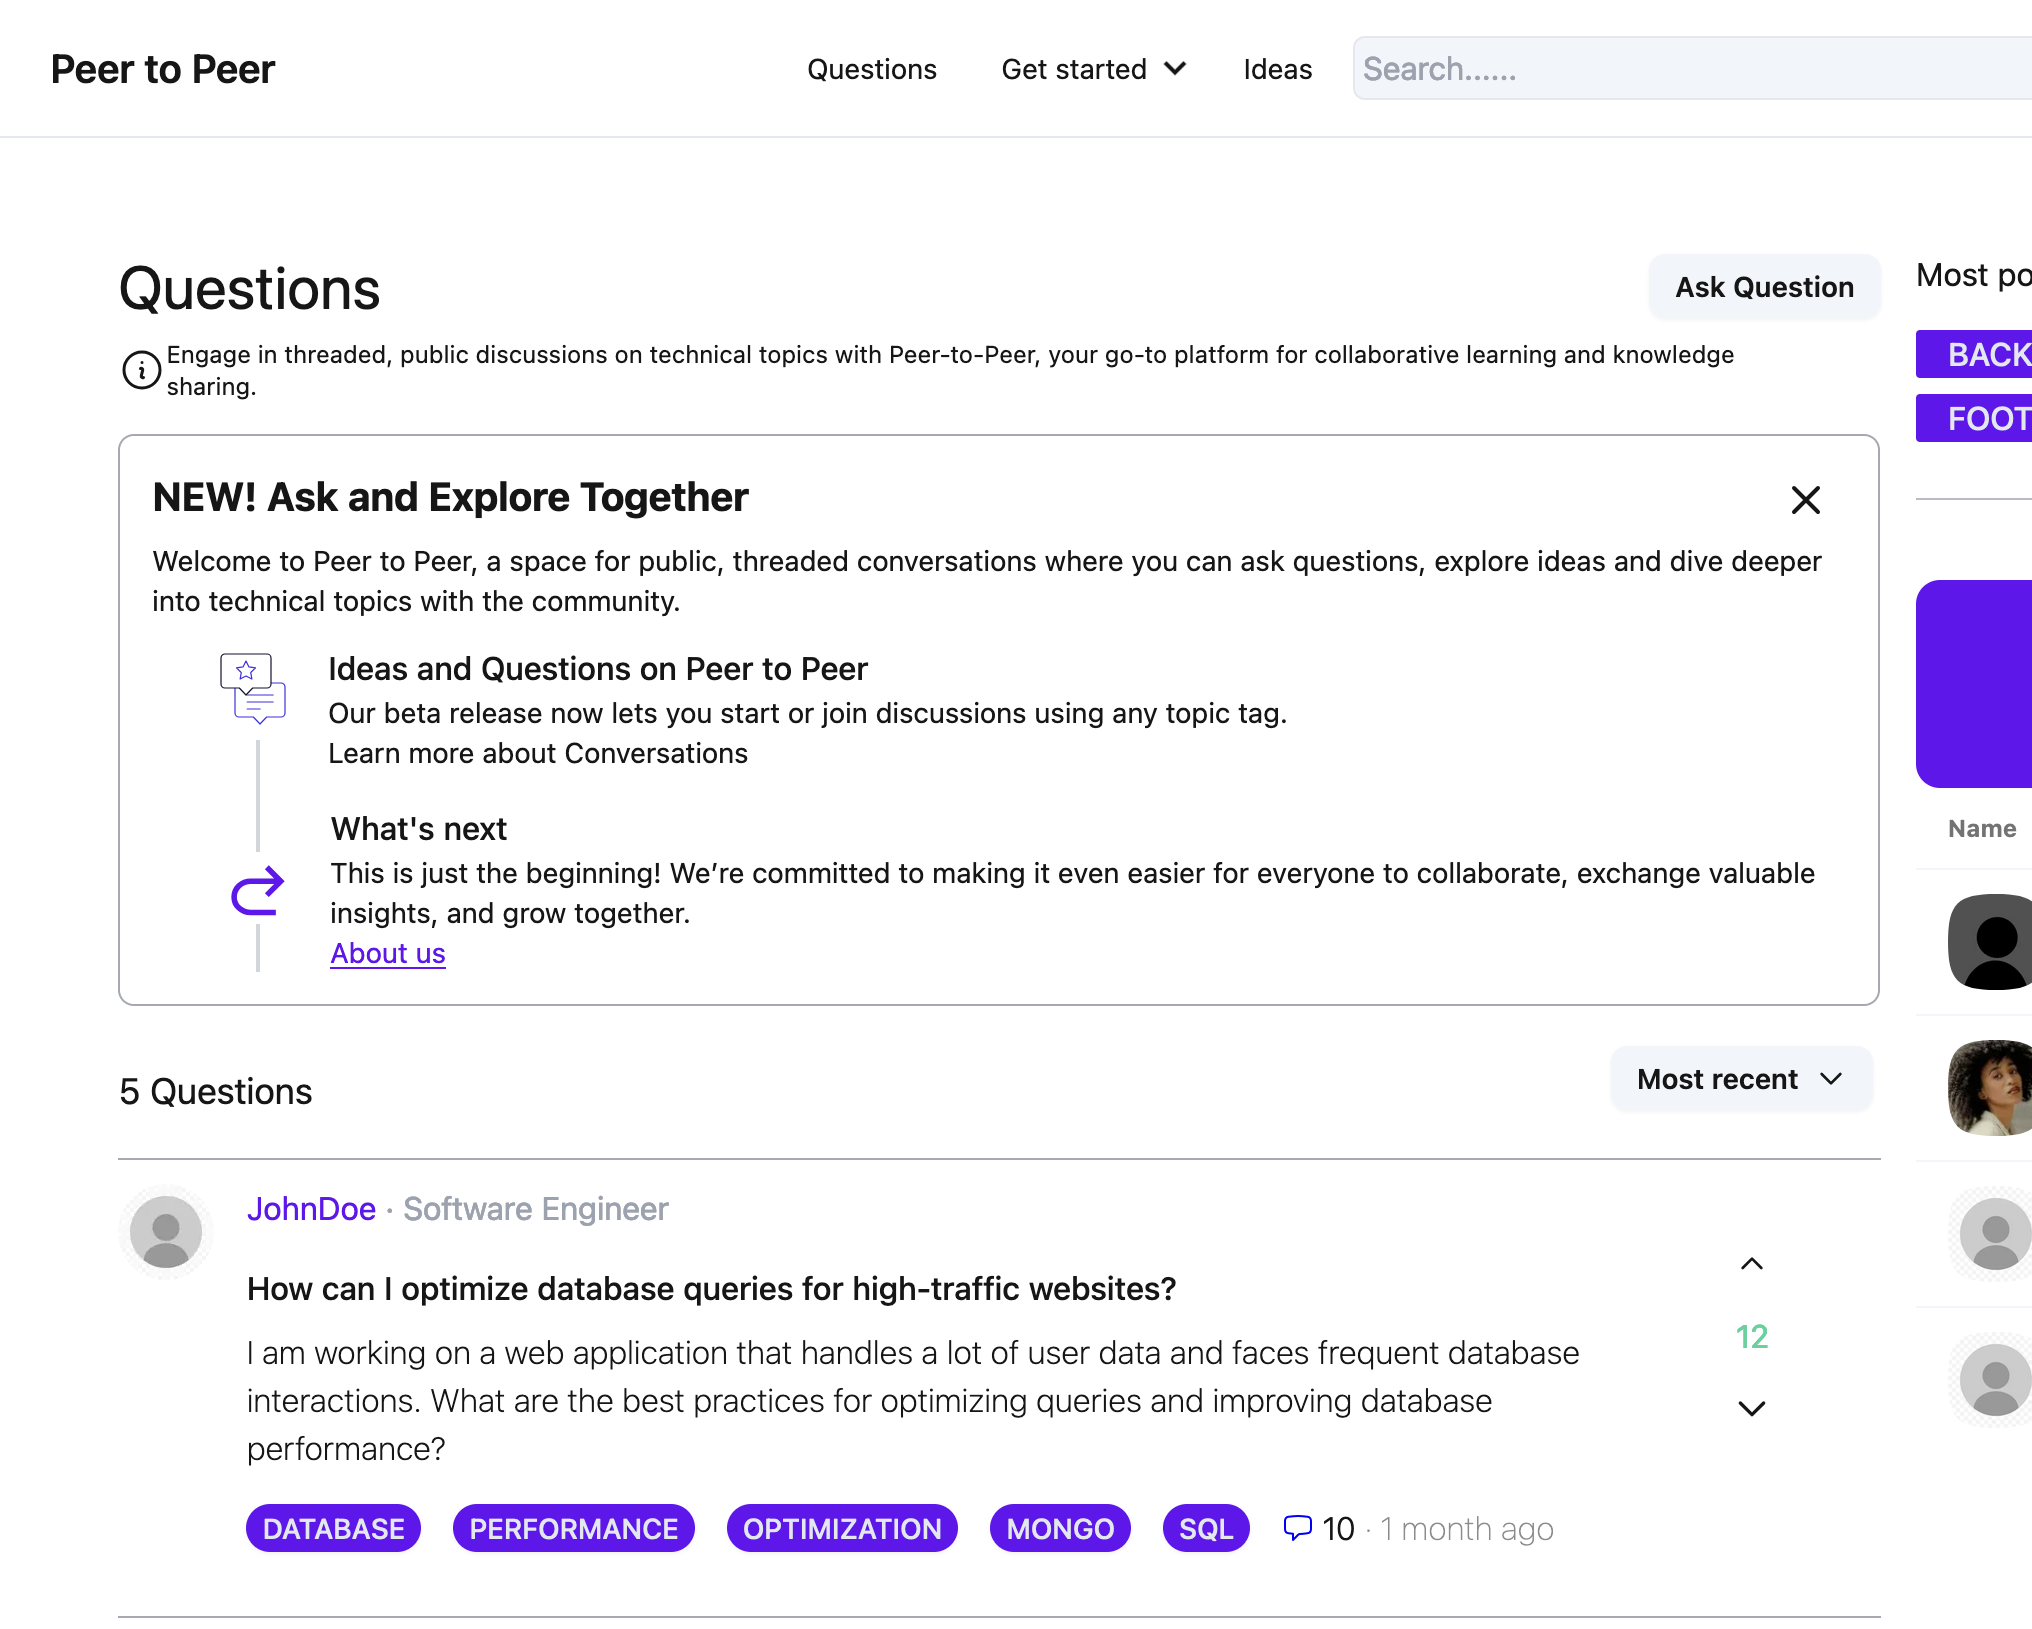 Peer to Peer
Questions
Get started
Ideas
Search......
Questions
Ask Question
Engage in threaded, public discussions on technical topics with Peer-to-Peer, your go-to platform for collaborative learning and knowledge
sharing.
NEW! Ask and Explore Together
Welcome to Peer to Peer, a space for public, threaded conversations where you can ask questions, explore ideas and dive deeper
into technical topics with the community.
Ideas and Questions on Peer to Peer
Our beta release now lets you start or join discussions using any topic tag.
Learn more about Conversations
What's next
This is just the beginning! We’re committed to making it even easier for everyone to collaborate, exchange valuable
insights, and grow together.
About us
5 Questions
Most recent
JohnDoe · Software Engineer
How can I optimize database queries for high-traffic websites?
I am working on a web application that handles a lot of user data and faces frequent database
interactions. What are the best practices for optimizing queries and improving database
performance?
12
DATABASE PERFORMANCE OPTIMIZATION MONGO SQL 10 · 1 month ago
Most po
BACK
FOOT
Name